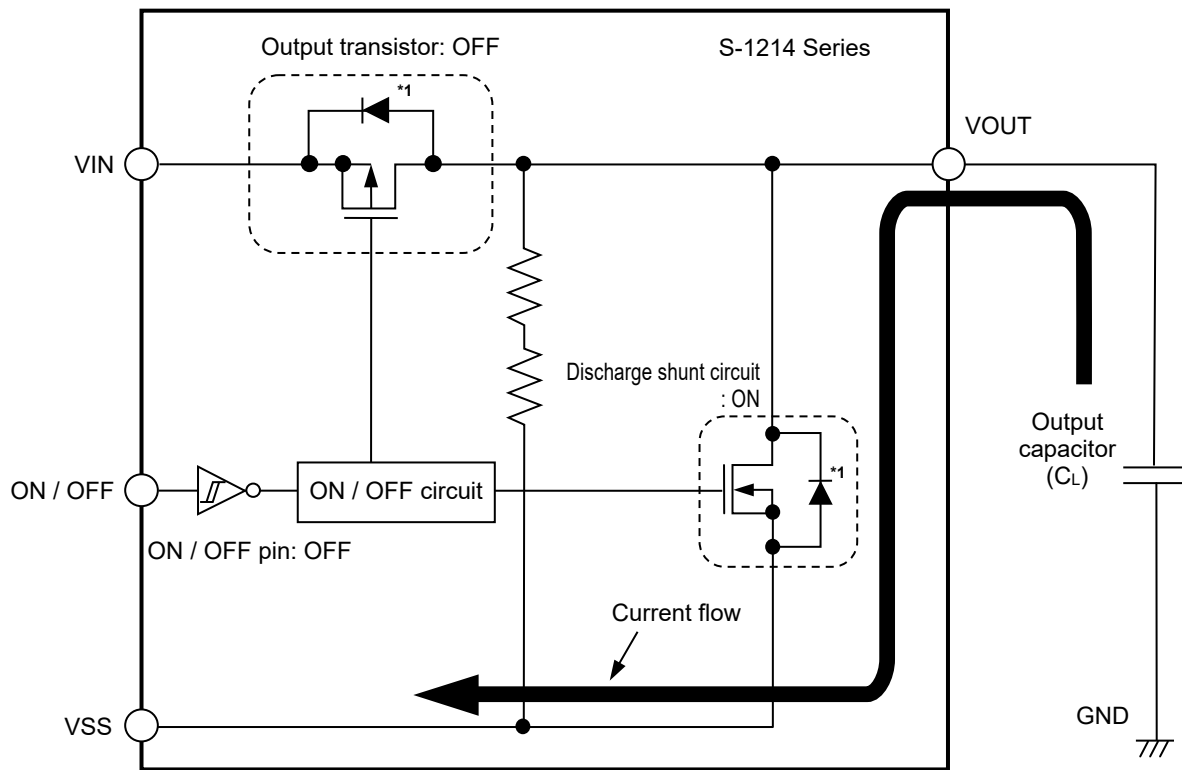 Output transistor: OFF
S-1214 Series
*1
VOUT
VIN
Discharge shunt circuit
: ON
Output
capacitor
(CL)
*1
ON / OFF
ON / OFF circuit
ON / OFF pin: OFF
Current flow
GND
VSS